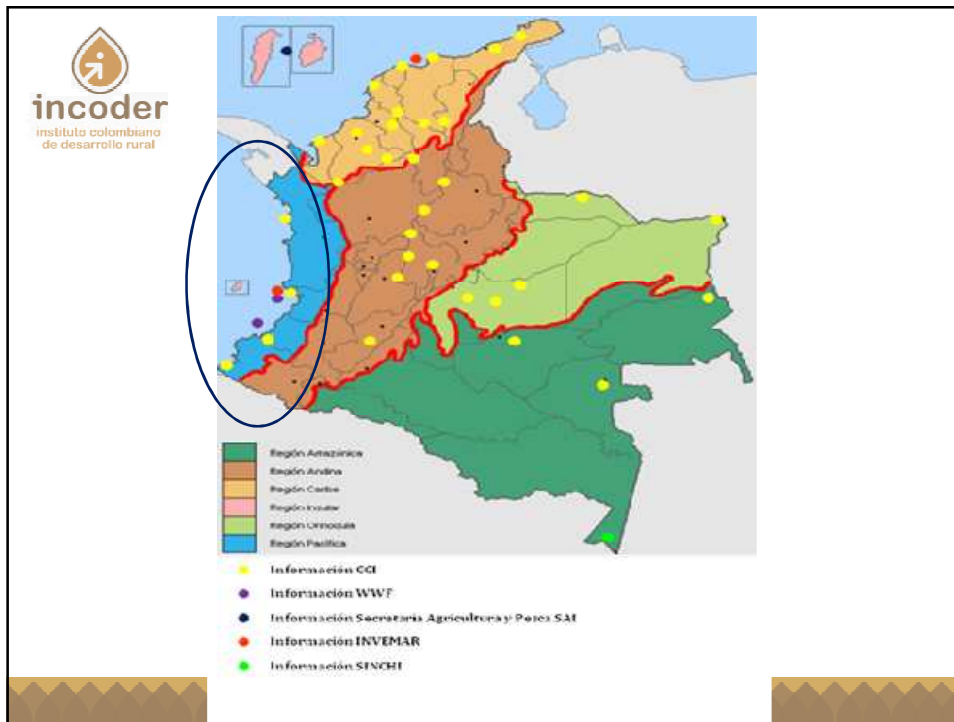 incoder
instituto colombiano
de desarrollo rural
Región Amazónica
Región Andina
Región Caribe
Región Insular
Región Orinoquía
Región Pacífica
Información CCI
Información WWF
Información Secretaria Agricultura y Pesca SAI
Información INVEMAR
Información SINCHI